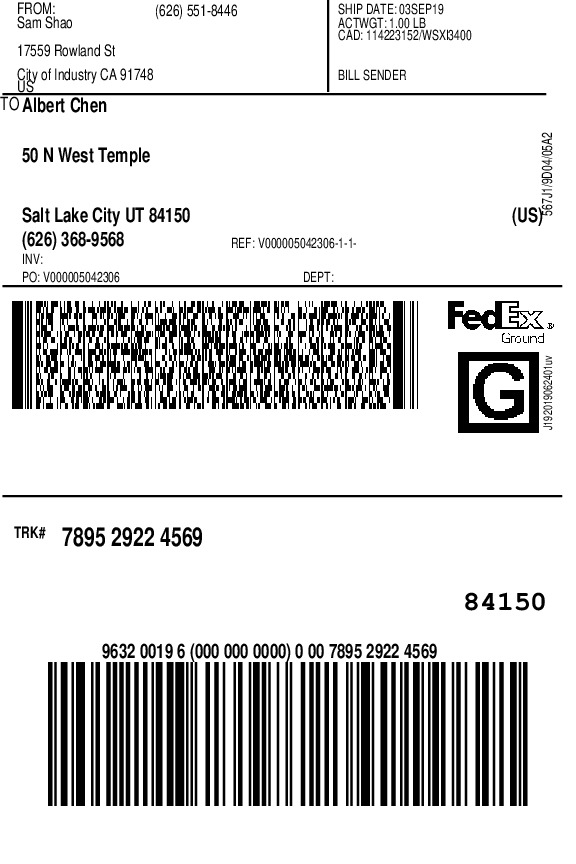 FROM: (626) 551-8446
Sam Shao
17559 Rowland St
City of Industry CA 91748
US
SHIP DATE: 03SEP19
ACTWGT: 1.00 LB
CAD: 114223152/WSXI3400
BILL SENDER
TO Albert Chen
50 N West Temple
Salt Lake City UT 84150 (US)
(626) 368-9568 REF: V000005042306-1-1-
INV:
PO: V000005042306 DEPT:
567J1/9D04/05A2
FedEx®
Ground
G
J192019062401uv
TRK# 7895 2922 4569
84150
9632 0019 6 (000 000 0000) 0 00 7895 2922 4569